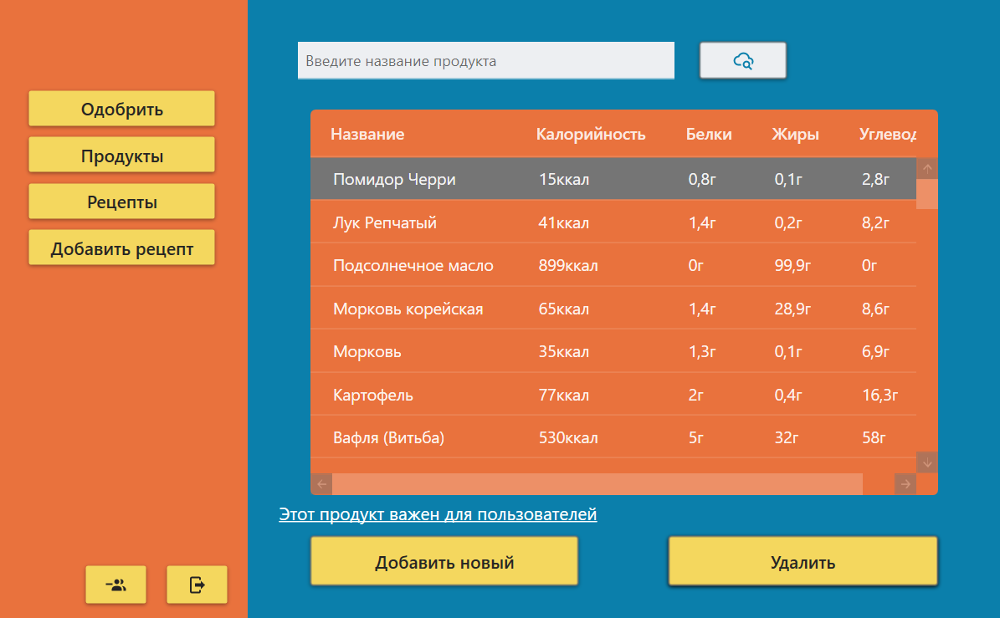 Одобрить
Продукты
Рецепты
Добавить рецепт
Введите название продукта
Название Калорийность Белки Жиры Углевод
Помидор Черри 15ккал 0,8г 0,1г 2,8г
Лук Репчатый 41ккал 1,4г 0,2г 8,2г
Подсолнечное масло 899ккал 0г 99,9г 0г
Морковь корейская 65ккал 1,4г 28,9г 8,6г
Морковь 35ккал 1,3г 0,1г 6,9г
Картофель 77ккал 2г 0,4г 16,3г
Вафля (Витьба) 530ккал 5г 32г 58г
Этот продукт важен для пользователей
Добавить новый
Удалить